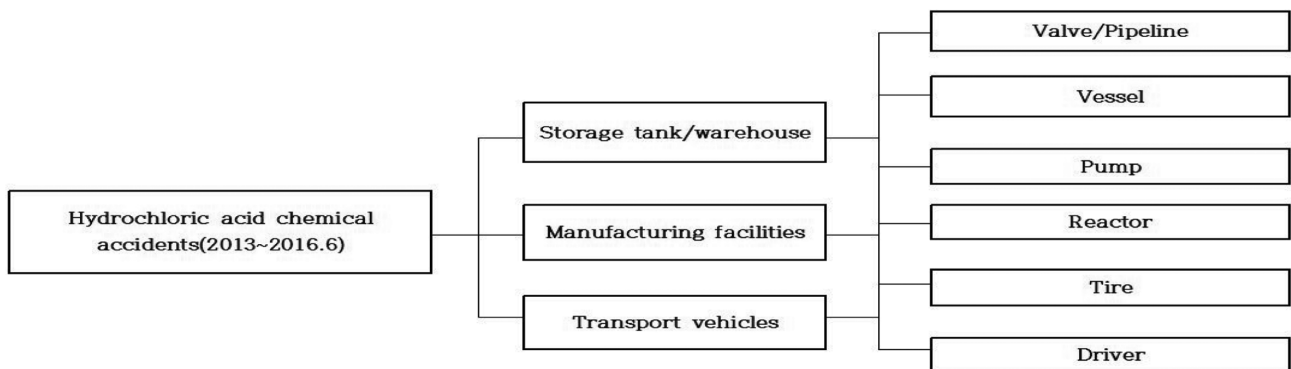 Hydrochloric acid chemical
accidents(2013~2016.6)
Storage tank/warehouse
Manufacturing facilities
Transport vehicles
Valve/Pipeline
Vessel
Pump
Reactor
Tire
Driver